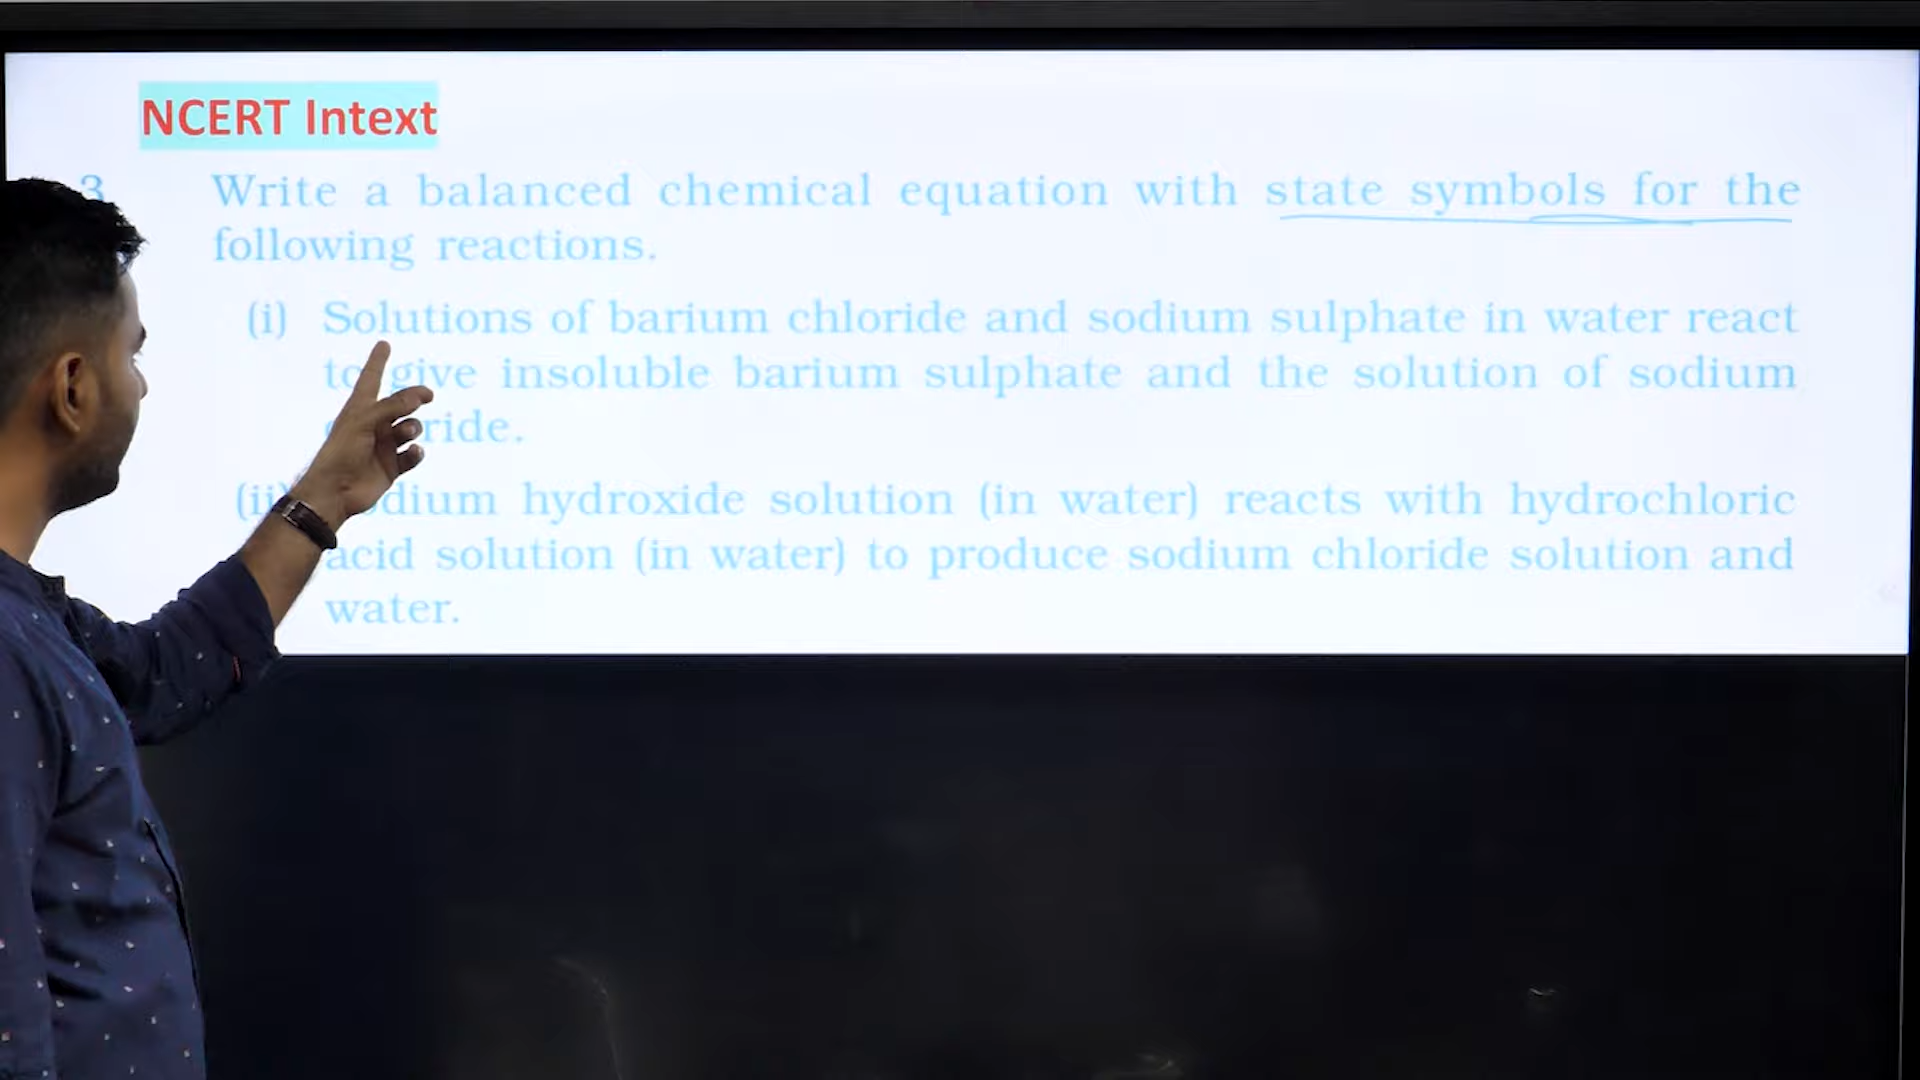 NCERT Intext
3
Write a balanced chemical equation with state symbols for the
following reactions.
(i) Solutions of barium chloride and sodium sulphate in water react
give insoluble barium sulphate and the solution of sodium
(ii) hydroxide solution (in water) reacts with hydrochloric
acid solution (in water) to produce sodium chloride solution and
water.